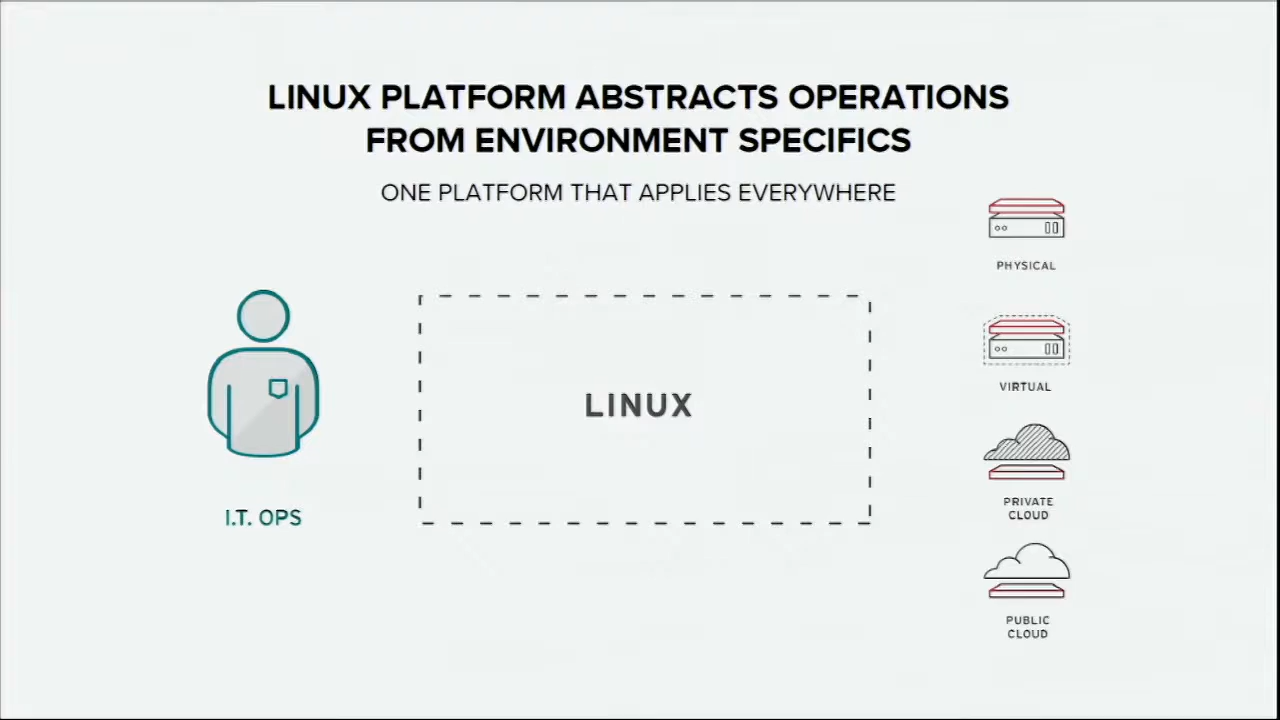 LINUX PLATFORM ABSTRACTS OPERATIONS
FROM ENVIRONMENT SPECIFICS
ONE PLATFORM THAT APPLIES EVERYWHERE
PHYSICAL
VIRTUAL
LINUX
PRIVATE
CLOUD
I.T. OPS
PUBLIC
CLOUD